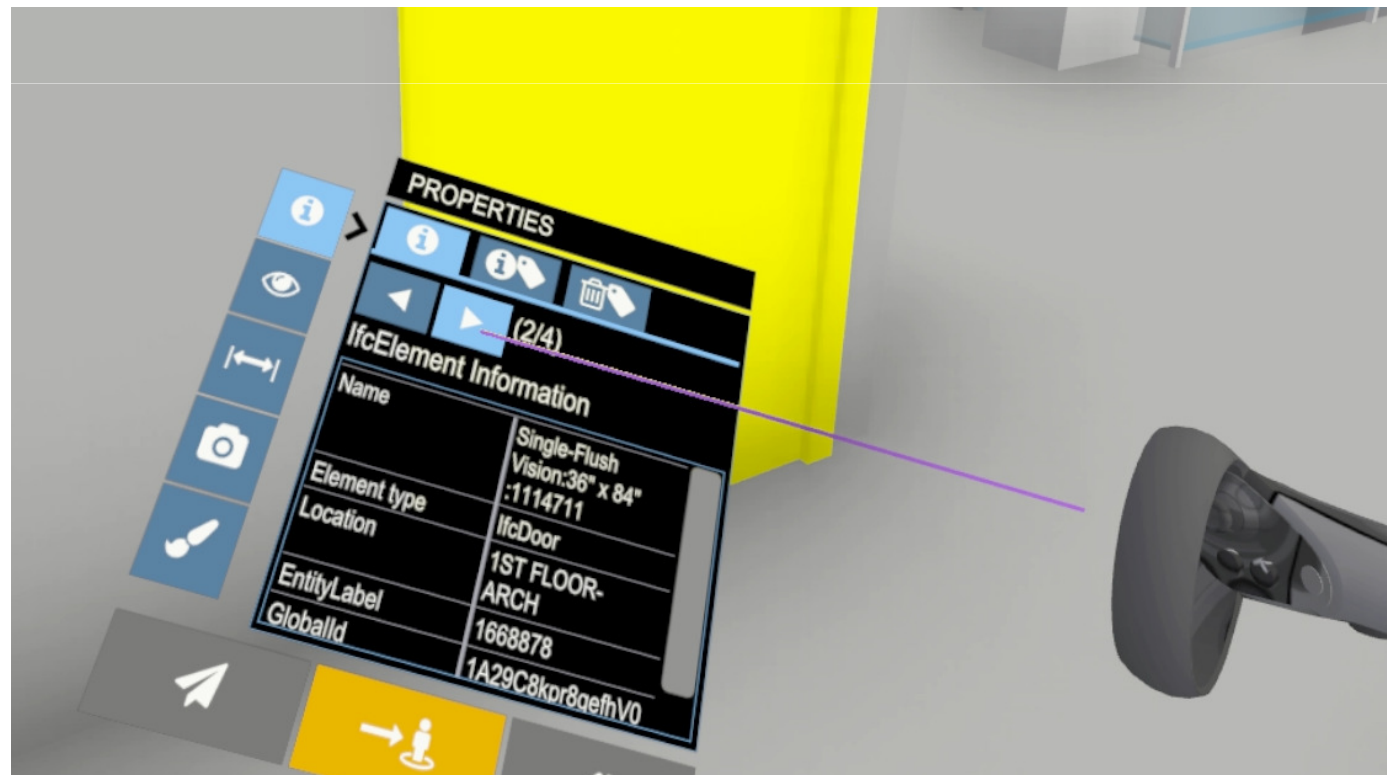 PROPERTIES
(2/4)
IfcElement Information
Name
Single-Flush
Vision:36" x 84"
:1114711
Element type
IfcDoor
Location
1ST FLOOR-
ARCH
EntityLabel
1668878
GlobalId
1A29C8kpr8qefhV0